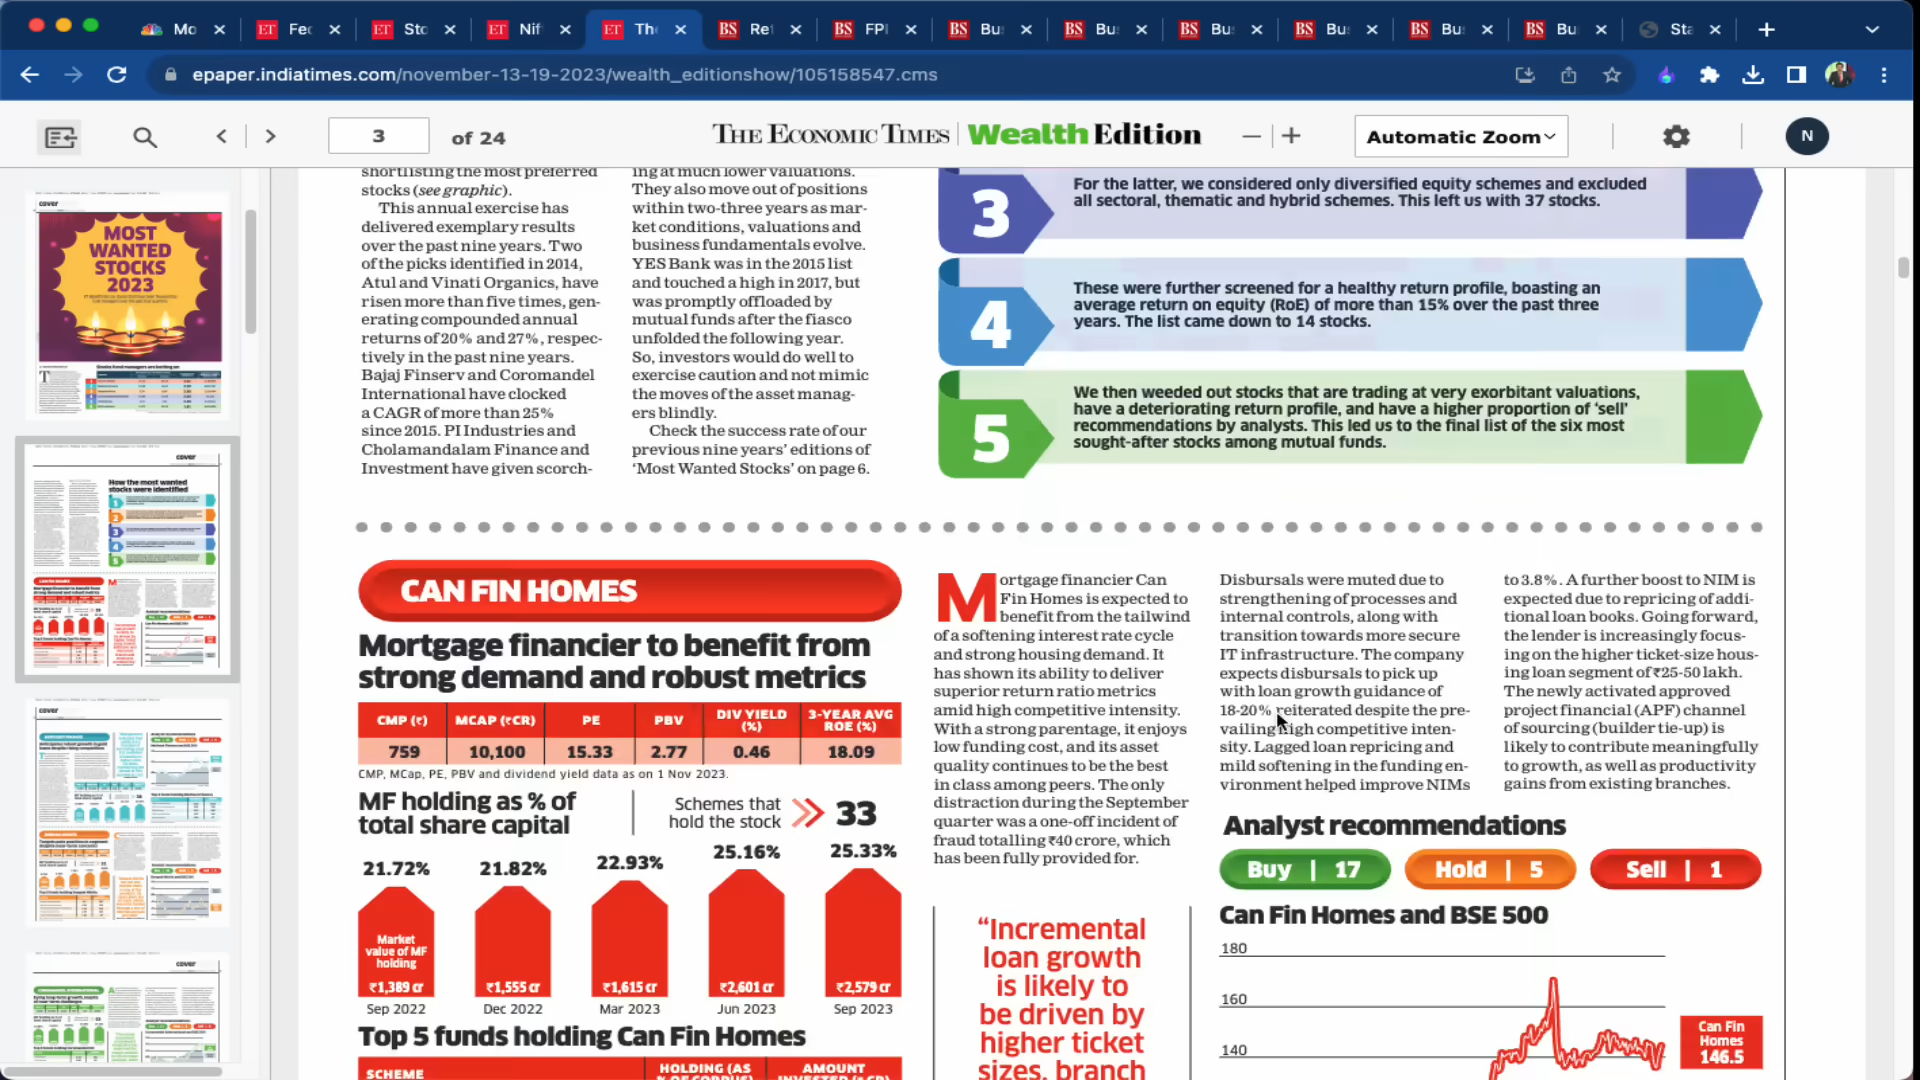 Mo
Fec
Sto
Nif
Th
Ret
FPI
Bus
Bus
Bus
Bus
Bus
Bu
Sta
epaper.indiatimes.com/november-13-19-2023/wealth_editionshow/105158547.cms
3 of 24
THE ECONOMIC TIMES | Wealth Edition
Automatic Zoom
N
cover
MOST
WANTED
STOCKS
2023
cover
How the most wanted
stocks were identified
cover
cover
shortlisting the most preferred
stocks (see graphic).
This annual exercise has
delivered exemplary results
over the past nine years. Two
of the picks identified in 2014,
Atul and Vinati Organics, have
risen more than five times, gen-
erating compounded annual
returns of 20% and 27%, respec-
tively in the past nine years.
Bajaj Finserv and Coromandel
International have clocked
a CAGR of more than 25%
since 2015. PI Industries and
Cholamandalam Finance and
Investment have given scorch-
ing at much lower valuations.
They also move out of positions
within two-three years as mar-
ket conditions, valuations and
business fundamentals evolve.
YES Bank was in the 2015 list
and touched a high in 2017, but
was promptly offloaded by
mutual funds after the fiasco
unfolded the following year.
So, investors would do well to
exercise caution and not mimic
the moves of the asset manag-
ers blindly.
Check the success rate of our
previous nine years' editions of
'Most Wanted Stocks' on page 6.
3
For the latter, we considered only diversified equity schemes and excluded
all sectoral, thematic and hybrid schemes. This left us with 37 stocks.
4
These were further screened for a healthy return profile, boasting an
average return on equity (RoE) of more than 15% over the past three
years. The list came down to 14 stocks.
5
We then weeded out stocks that are trading at very exorbitant valuations,
have a deteriorating return profile, and have a higher proportion of 'sell'
recommendations by analysts. This led us to the final list of the six most
sought-after stocks among mutual funds.
CAN FIN HOMES
Mortgage financier to benefit from
strong demand and robust metrics
CMP (₹) MCAP (₹CR) PE PBV DIV YIELD (%) 3-YEAR AVG ROE (%)
759 10,100 15.33 2.77 0.46 18.09
CMP, MCap, PE, PBV and dividend yield data as on 1 Nov 2023.
MF holding as % of
total share capital
Schemes that
hold the stock
33
21.72% 21.82% 22.93% 25.16% 25.33%
Market
value of MF
holding
₹1,389 cr ₹1,555 cr ₹1,615 cr ₹2,601 cr ₹2,579 cr
Sep 2022 Dec 2022 Mar 2023 Jun 2023 Sep 2023
Top 5 funds holding Can Fin Homes
SCHEME HOLDING (AS AMOUNT
Mortgage financier Can
Fin Homes is expected to
benefit from the tailwind
of a softening interest rate cycle
and strong housing demand. It
has shown its ability to deliver
superior return ratio metrics
amid high competitive intensity.
With a strong parentage, it enjoys
low funding cost, and its asset
quality continues to be the best
in class among peers. The only
distraction during the September
quarter was a one-off incident of
fraud totalling ₹40 crore, which
has been fully provided for.
"Incremental
loan growth
is likely to
be driven by
higher ticket
sizes, branch
Disbursals were muted due to
strengthening of processes and
internal controls, along with
transition towards more secure
IT infrastructure. The company
expects disbursals to pick up
with loan growth guidance of
18-20% reiterated despite the pre-
vailing high competitive inten-
sity. Lagged loan repricing and
mild softening in the funding en-
vironment helped improve NIMs
to 3.8%. A further boost to NIM is
expected due to repricing of addi-
tional loan books. Going forward,
the lender is increasingly focus-
ing on the higher ticket-size hous-
ing loan segment of ₹25-50 lakh.
The newly activated approved
project financial (APF) channel
of sourcing (builder tie-up) is
likely to contribute meaningfully
to growth, as well as productivity
gains from existing branches.
Analyst recommendations
Buy | 17 Hold | 5 Sell | 1
Can Fin Homes and BSE 500
180
160
140
Can Fin
Homes
146.5